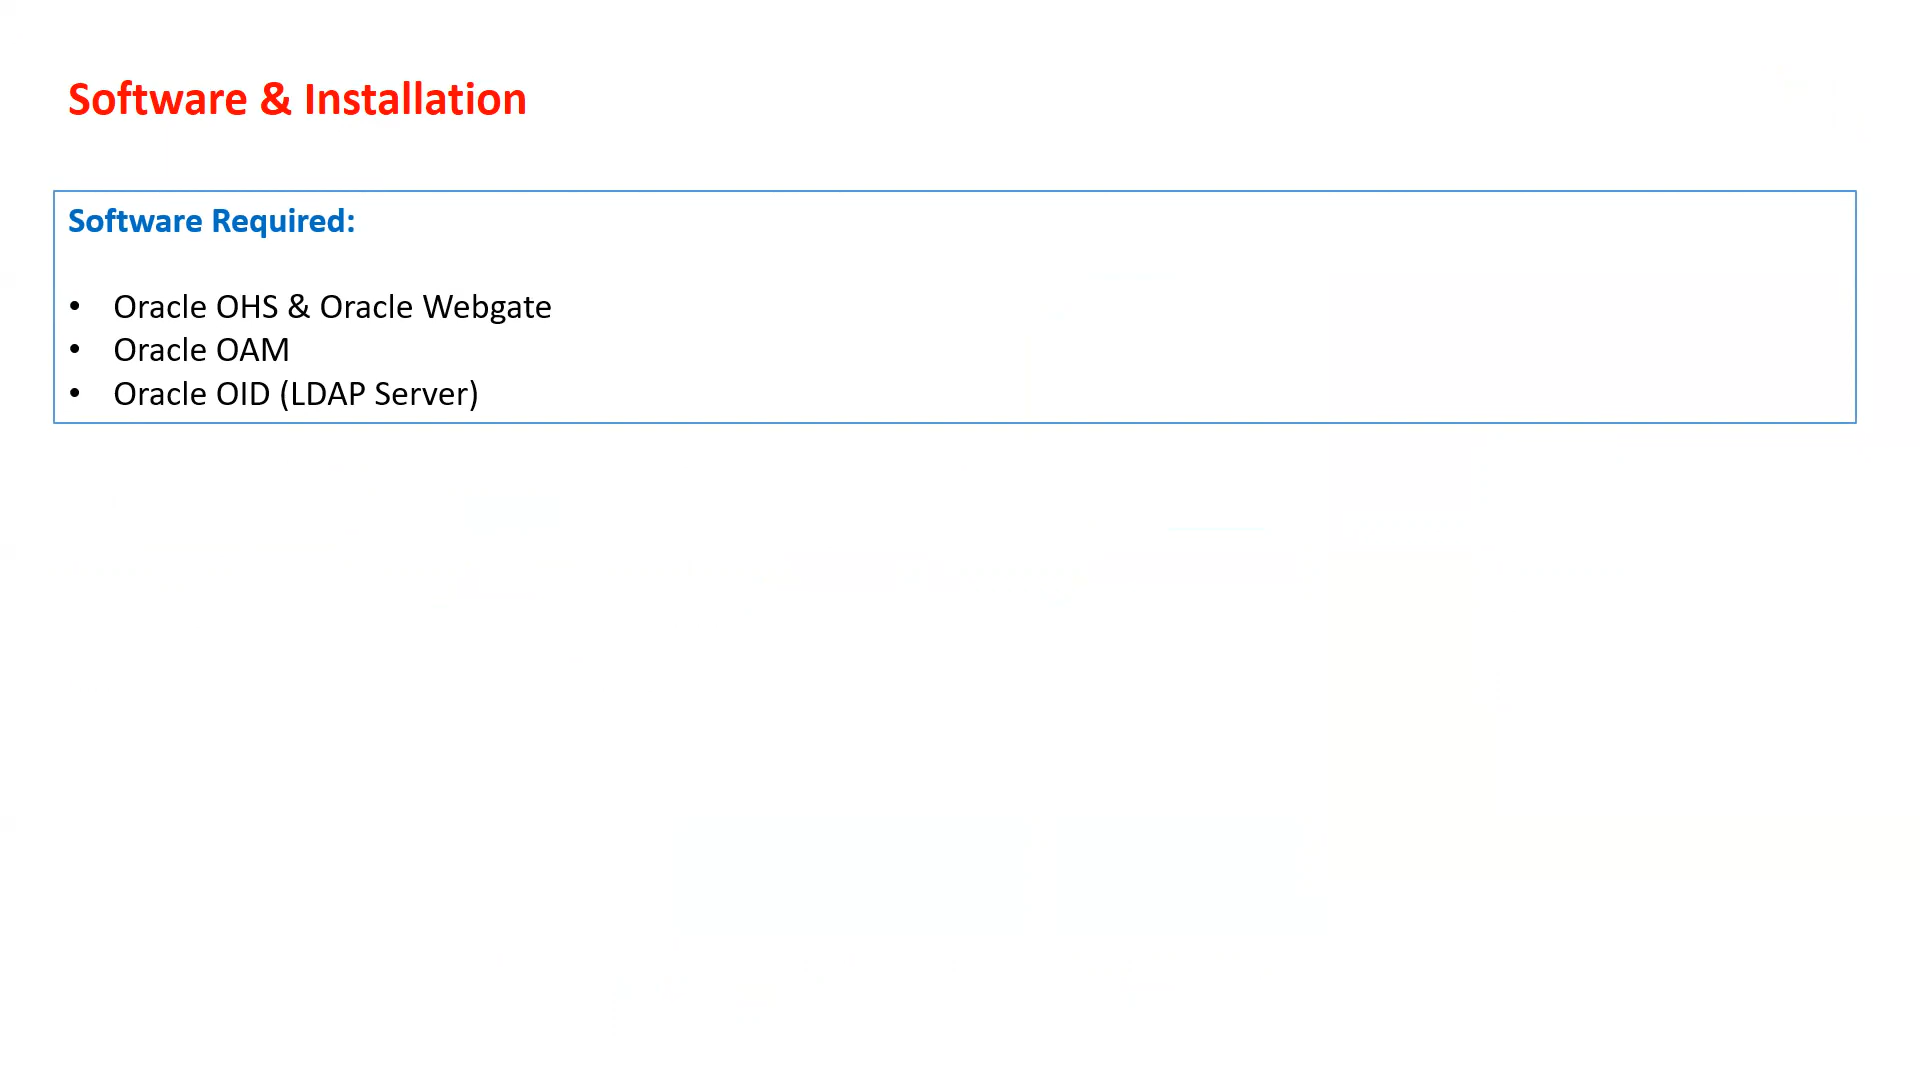 Software & Installation
Software Required:
• Oracle OHS & Oracle Webgate
• Oracle OAM
• Oracle OID (LDAP Server)